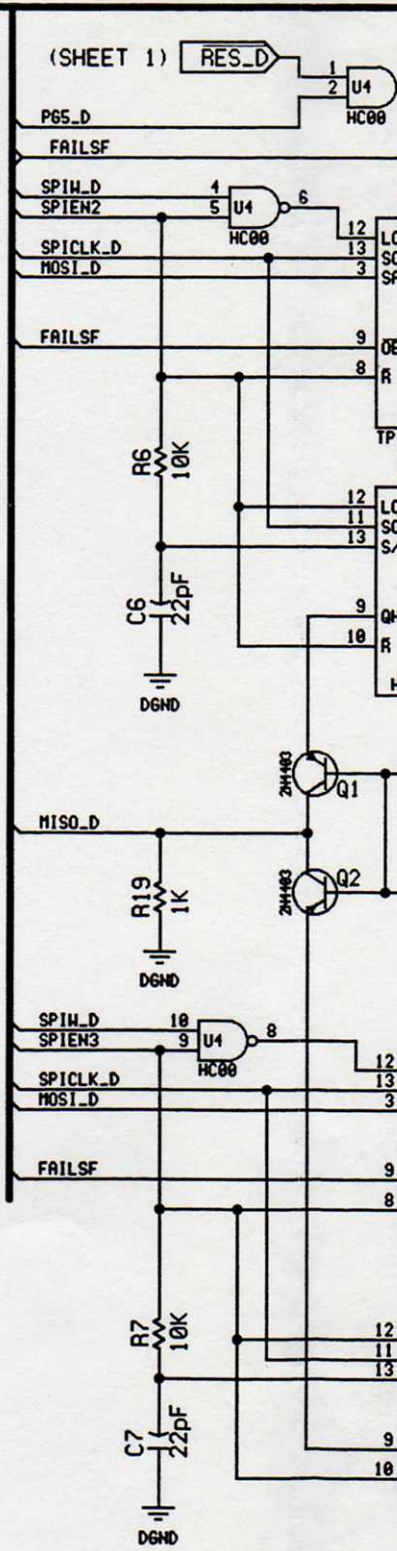 (SHEET 1) RES_D
1
2
U4
HC00
PG5_D
FAILSF
SPIW_D 4
SPIEN2 5
U4
HC00
6
12
SPICLK_D 13
MOSI_D 3
FAILSF 9
8 R
TP
R6
10K
12
11
13 S/
C6
22pF
9 QH
10 R
DGND
2N4403
Q1
MISO_D
R19
1K
2N4403
Q2
DGND
SPIW_D 10
SPIEN3 9
U4
HC00
8
12
SPICLK_D 13
MOSI_D 3
FAILSF 9
8
R7
10K
12
11
13
C7
22pF
9
10
DGND